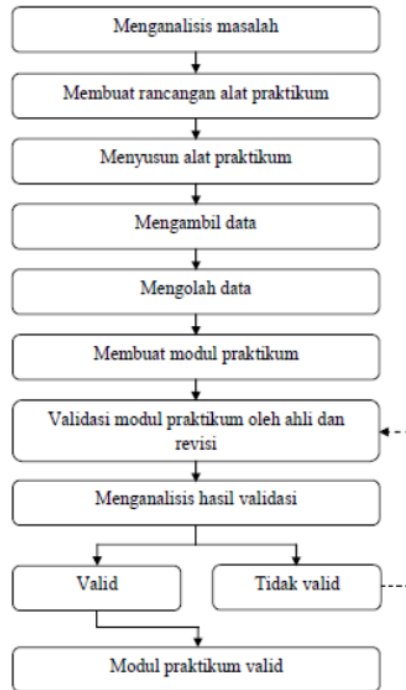 Menganalisis masalah
Membuat rancangan alat praktikum
Menyusun alat praktikum
Mengambil data
Mengolah data
Membuat modul praktikum
Validasi modul praktikum oleh ahli dan
revisi
Menganalisis hasil validasi
Valid
Tidak valid
Modul praktikum valid